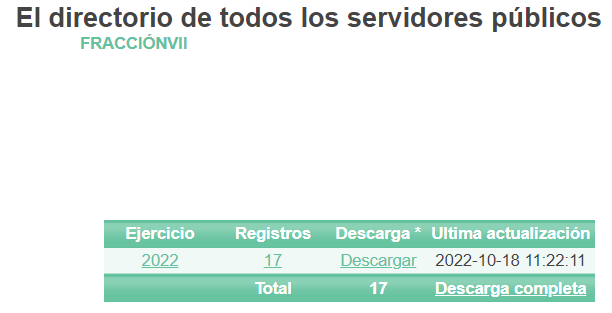 El directorio de todos los servidores públicos
FRACCIÓNVII
Ejercicio Registros Descarga * Ultima actualización
2022 17 Descargar 2022-10-18 11:22:11
Total 17 Descarga completa